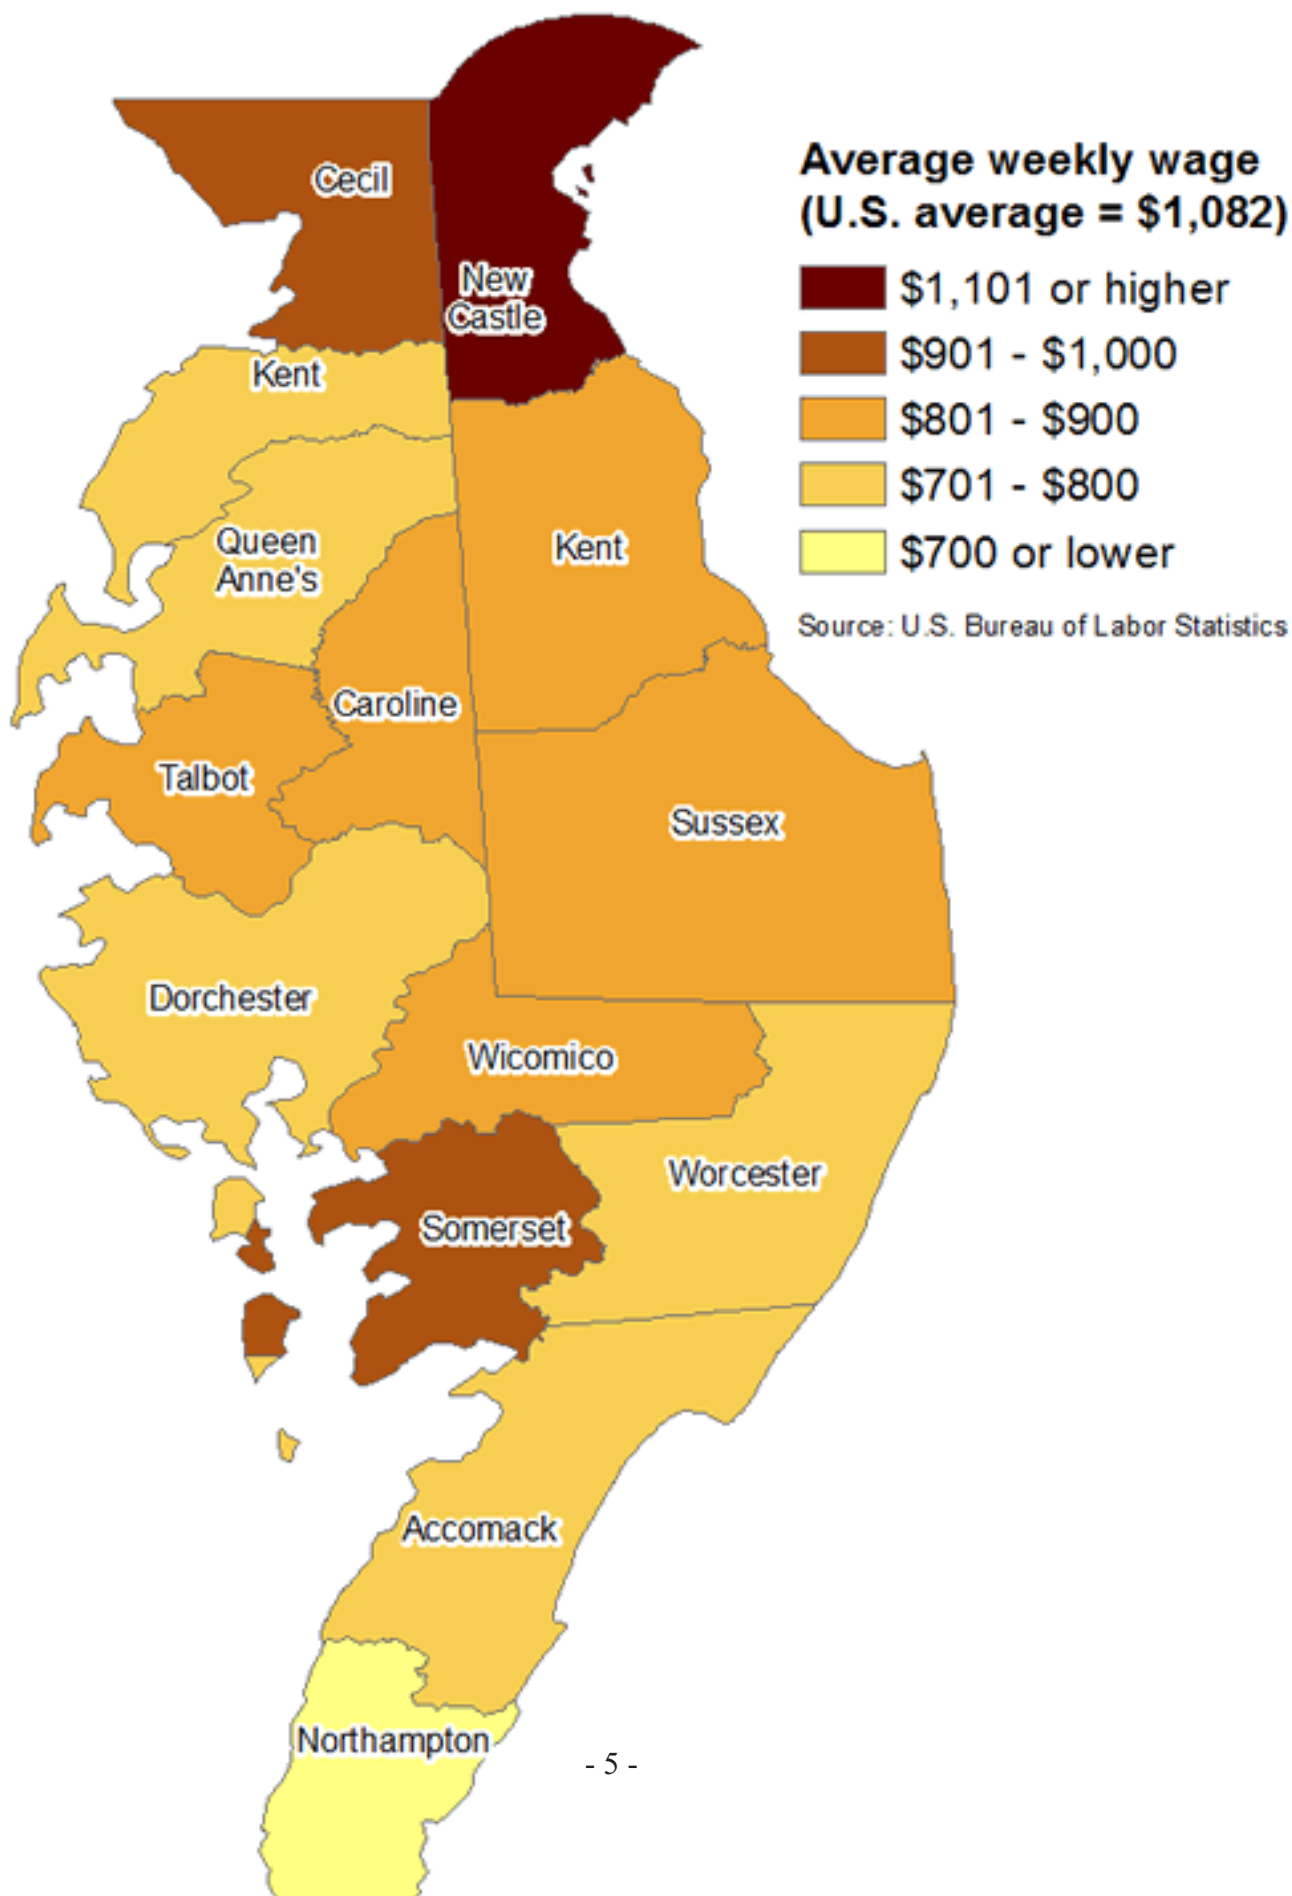 Cecil
New
Castle
Kent
Queen
Anne's
Kent
Caroline
Talbot
Sussex
Dorchester
Wicomico
Worcester
Somerset
Accomack
Northampton
Average weekly wage
(U.S. average = $1,082)
$1,101 or higher
$901 - $1,000
$801 - $900
$701 - $800
$700 or lower
Source: U.S. Bureau of Labor Statistics
- 5 -